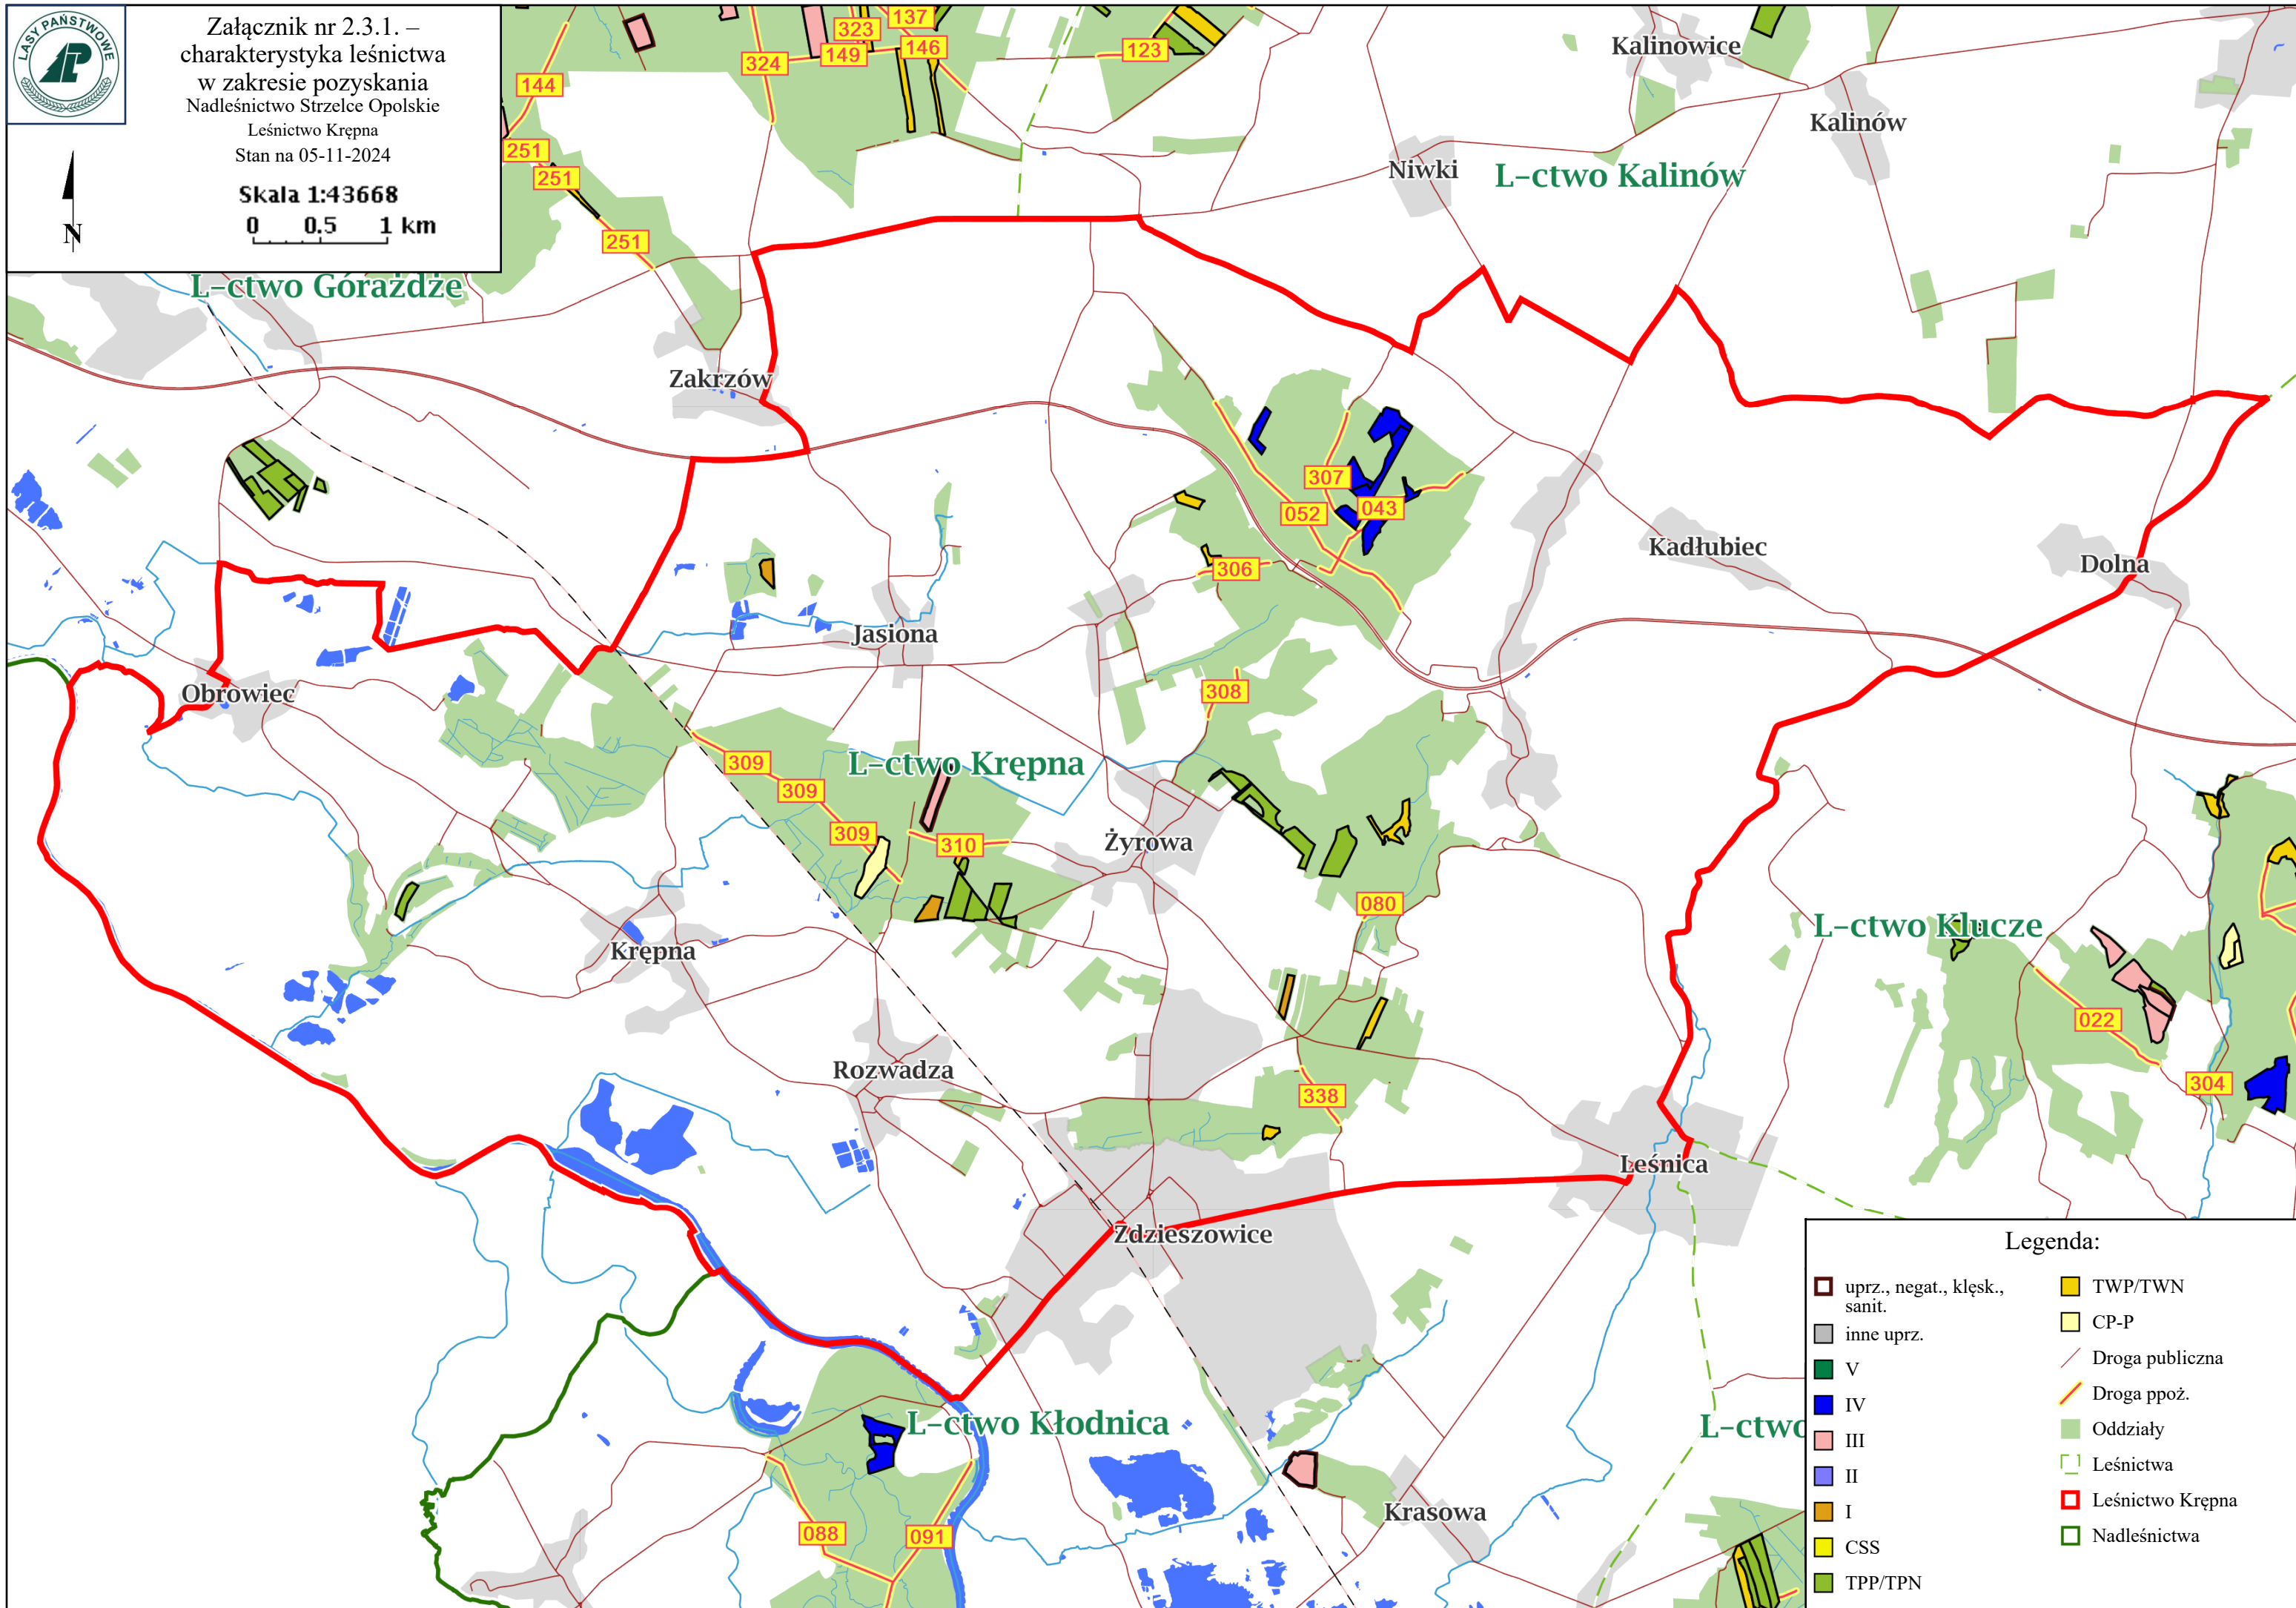 LASY PAŃSTWOWE
Załącznik nr 2.3.1. –
charakterystyka leśnictwa
w zakresie pozyskania
Nadleśnictwo Strzelce Opolskie
Leśnictwo Krępna
Stan na 05-11-2024
Skala 1:43668
0 0.5 1 km
N
137
323
149
146
324
123
144
251
251
251
Kalinowice
Kalinów
Niwki
L-ctwo Kalinów
L-ctwo Górażdże
Zakrzów
307
052
043
306
Kadłubiec
Dolna
Jasiona
Obrowiec
308
L-ctwo Krępna
309
309
309
310
Żyrowa
080
L-ctwo Klucze
Krępna
022
Rozwadza
304
338
Leśnica
Zdzieszowice
L-ctwo Kłodnica
L-ctwo
088
091
Krasowa
Legenda:
uprz., negat., klęsk.,
sanit.
inne uprz.
V
IV
III
II
I
CSS
TPP/TPN
TWP/TWN
CP-P
Droga publiczna
Droga ppoż.
Oddziały
Leśnictwa
Leśnictwo Krępna
Nadleśnictwa